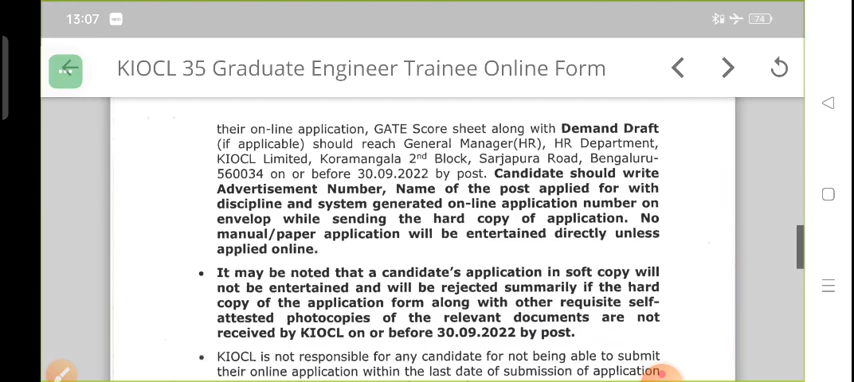 13:07
74
KIOCL 35 Graduate Engineer Trainee Online Form
their on-line application, GATE Score sheet along with Demand Draft
(if applicable) should reach General Manager(HR), HR Department,
KIOCL Limited, Koramangala 2nd Block, Sarjapura Road, Bengaluru-
560034 on or before 30.09.2022 by post. Candidate should write
Advertisement Number, Name of the post applied for with
discipline and system generated on-line application number on
envelop while sending the hard copy of application. No
manual/paper application will be entertained directly unless
applied online.
• It may be noted that a candidate's application in soft copy will
not be entertained and will be rejected summarily if the hard
copy of the application form along with other requisite self-
attested photocopies of the relevant documents are not
received by KIOCL on or before 30.09.2022 by post.
• KIOCL is not responsible for any candidate for not being able to submit
their online application within the last date of submission of application